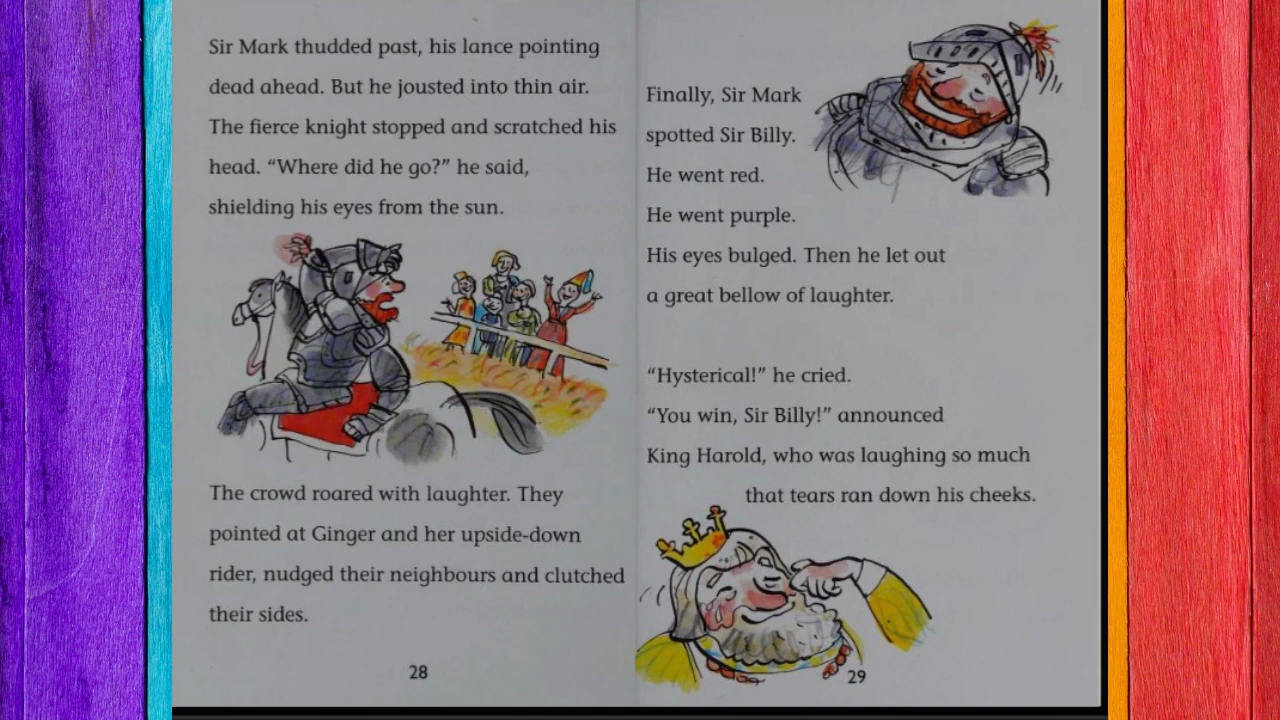 Sir Mark thudded past, his lance pointing
dead ahead. But he jousted into thin air.
The fierce knight stopped and scratched his
head. “Where did he go?” he said,
shielding his eyes from the sun.
The crowd roared with laughter. They
pointed at Ginger and her upside-down
rider, nudged their neighbours and clutched
their sides.
28
Finally, Sir Mark
spotted Sir Billy.
He went red.
He went purple.
His eyes bulged. Then he let out
a great bellow of laughter.
“Hysterical!” he cried.
“You win, Sir Billy!” announced
King Harold, who was laughing so much
that tears ran down his cheeks.
29